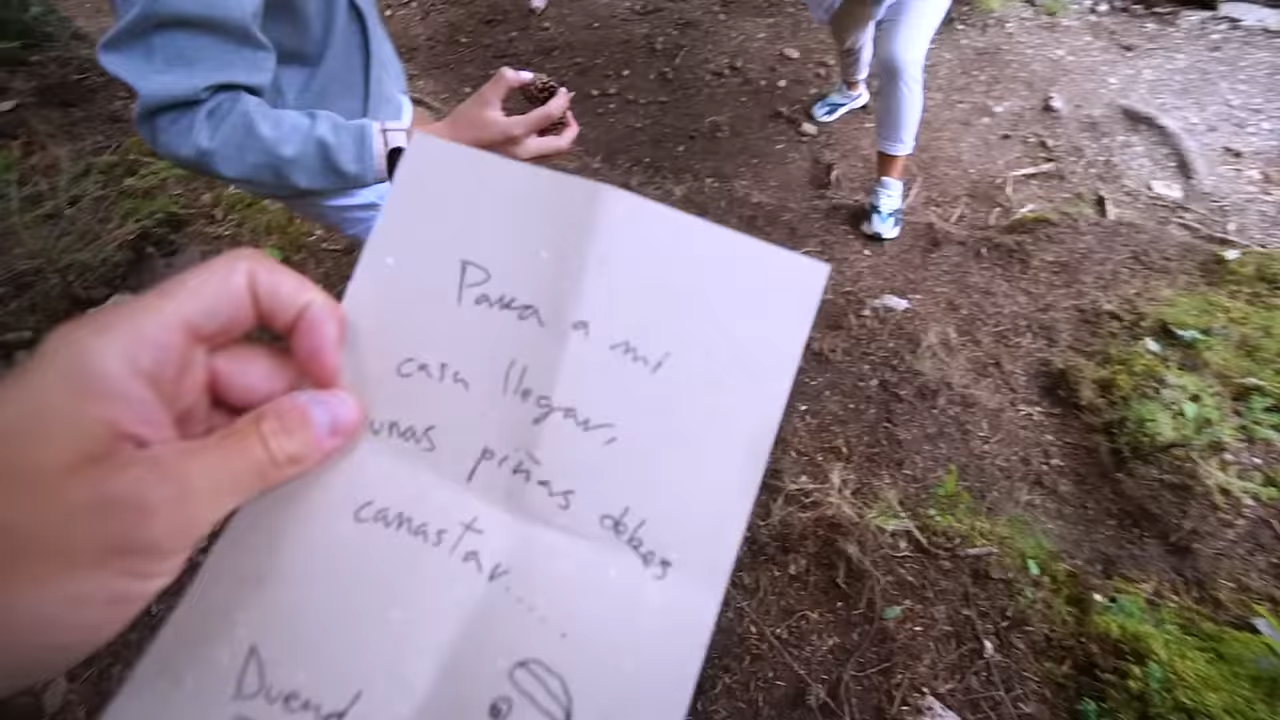 Para a mi
casa llegar,
unas piñas debes
canastar.....
Duend